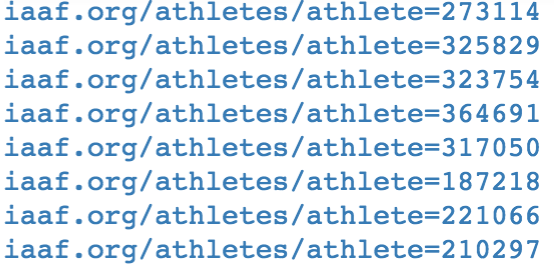 iaaf.org/athletes/athlete=273114
iaaf.org/athletes/athlete=325829
iaaf.org/athletes/athlete=323754
iaaf.org/athletes/athlete=364691
iaaf.org/athletes/athlete=317050
iaaf.org/athletes/athlete=187218
iaaf.org/athletes/athlete=221066
iaaf.org/athletes/athlete=210297